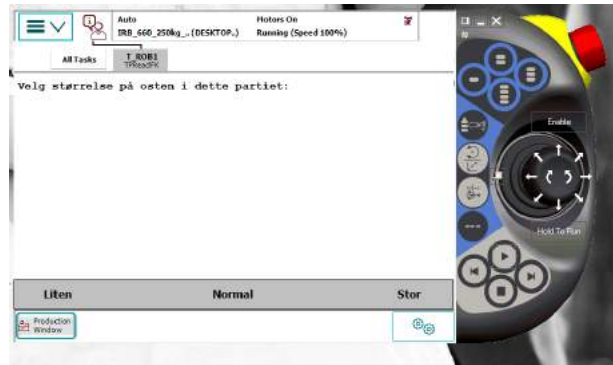 Auto
Motors On
IRB_660_250kg_..(DESKTOP..)
Running (Speed 100%)
All Tasks
T_ROB1
TPReadFK
Velg størrelse på osten i dette partiet:
Enable
Hold To Run
Liten
Normal
Stor
Production
Window